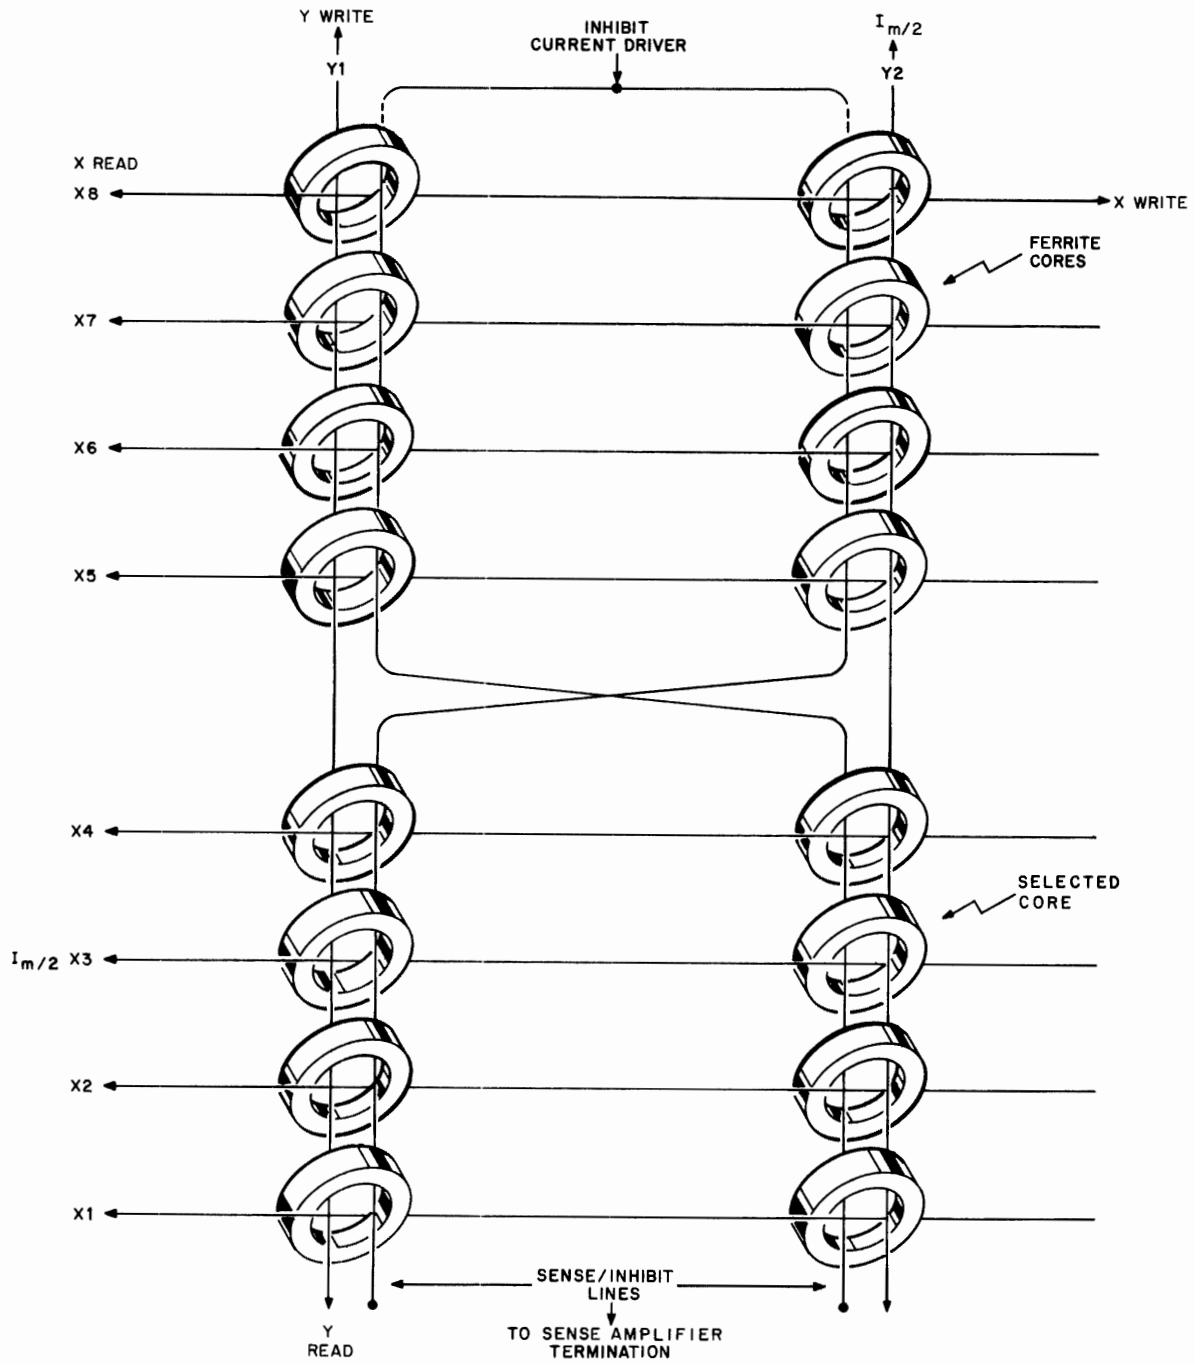 Y WRITE
Y1
INHIBIT
CURRENT DRIVER
Im/2
Y2
X READ
X8
X WRITE
FERRITE
CORES
X7
X6
X5
X4
SELECTED
CORE
Im/2 X3
X2
X1
SENSE/INHIBIT
LINES
Y
READ
TO SENSE AMPLIFIER
TERMINATION